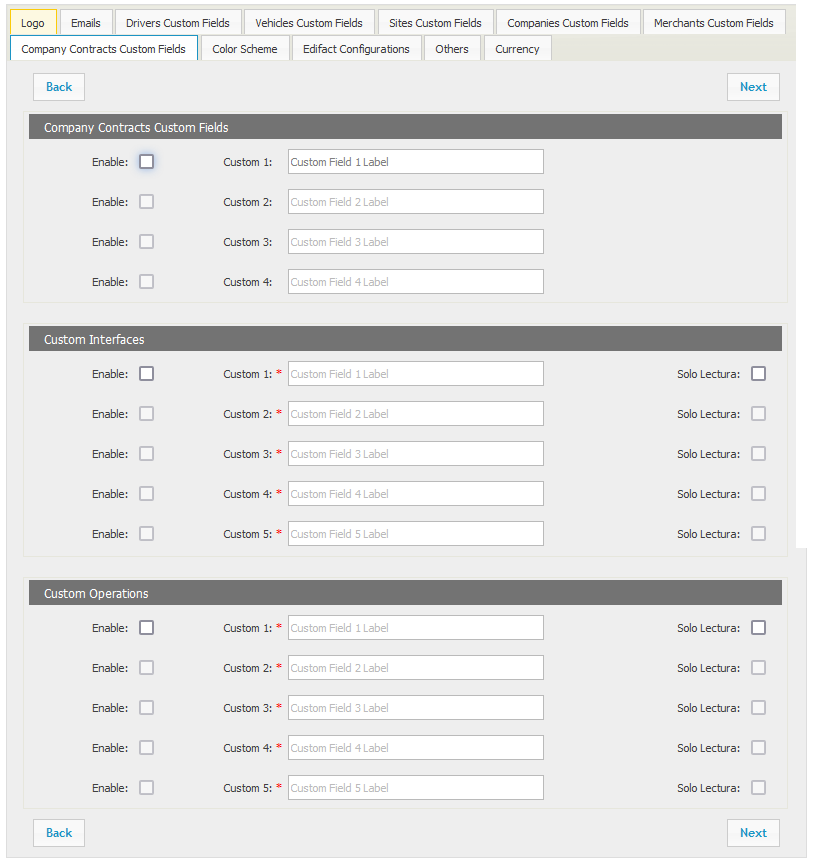 Logo Emails Drivers Custom Fields Vehicles Custom Fields Sites Custom Fields Companies Custom Fields Merchants Custom Fields
Company Contracts Custom Fields Color Scheme Edifact Configurations Others Currency
Back Next
Company Contracts Custom Fields
Enable: Custom 1: Custom Field 1 Label
Enable: Custom 2: Custom Field 2 Label
Enable: Custom 3: Custom Field 3 Label
Enable: Custom 4: Custom Field 4 Label
Custom Interfaces
Enable: Custom 1: * Custom Field 1 Label Solo Lectura:
Enable: Custom 2: * Custom Field 2 Label Solo Lectura:
Enable: Custom 3: * Custom Field 3 Label Solo Lectura:
Enable: Custom 4: * Custom Field 4 Label Solo Lectura:
Enable: Custom 5: * Custom Field 5 Label Solo Lectura:
Custom Operations
Enable: Custom 1: * Custom Field 1 Label Solo Lectura:
Enable: Custom 2: * Custom Field 2 Label Solo Lectura:
Enable: Custom 3: * Custom Field 3 Label Solo Lectura:
Enable: Custom 4: * Custom Field 4 Label Solo Lectura:
Enable: Custom 5: * Custom Field 5 Label Solo Lectura:
Back Next